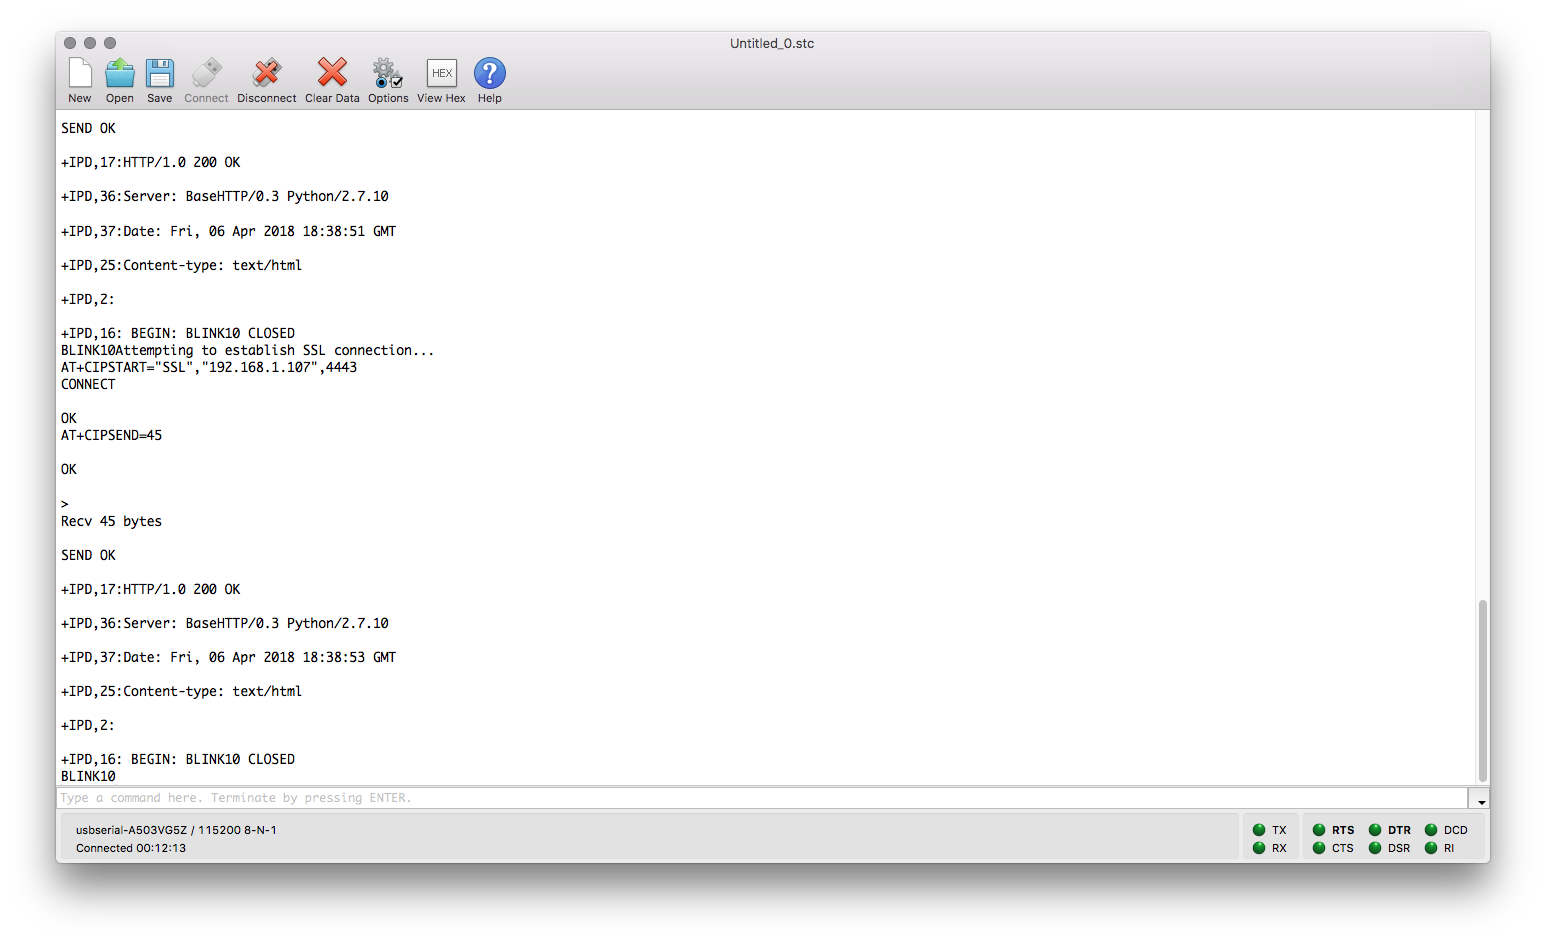 Untitled_0.stc
New Open Save Connect Disconnect Clear Data Options HEX View Hex ? Help
SEND OK
+IPD,17:HTTP/1.0 200 OK
+IPD,36:Server: BaseHTTP/0.3 Python/2.7.10
+IPD,37:Date: Fri, 06 Apr 2018 18:38:51 GMT
+IPD,25:Content-type: text/html
+IPD,2:
+IPD,16: BEGIN: BLINK10 CLOSED
BLINK10Attempting to establish SSL connection...
AT+CIPSTART="SSL","192.168.1.107",4443
CONNECT
OK
AT+CIPSEND=45
OK
>
Recv 45 bytes
SEND OK
+IPD,17:HTTP/1.0 200 OK
+IPD,36:Server: BaseHTTP/0.3 Python/2.7.10
+IPD,37:Date: Fri, 06 Apr 2018 18:38:53 GMT
+IPD,25:Content-type: text/html
+IPD,2:
+IPD,16: BEGIN: BLINK10 CLOSED
BLINK10
Type a command here. Terminate by pressing ENTER.
usbserial-A503VG5Z / 115200 8-N-1
Connected 00:12:13
TX RTS DTR DCD
RX CTS DSR RI